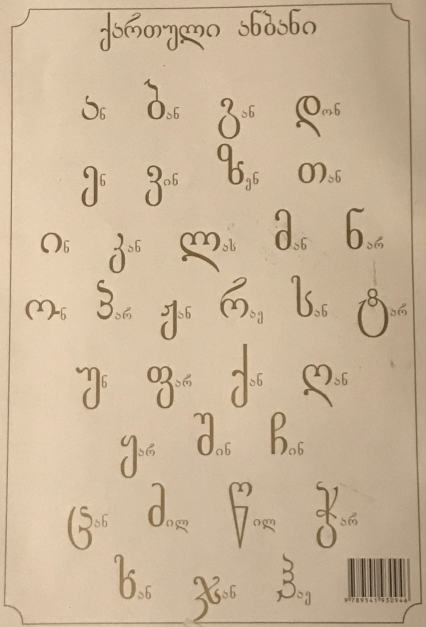 ქართული ანბანი
ან ბან გან დონ
ენ ვინ ზენ თან
ინ კან ლას მან ნარ
ონ პარ ჟან რაე სან ტარ
უნ ფარ ქან ღან
ყარ შინ ჩინ
ცან ძილ წილ ჭარ
ხან ჯან ჰაე